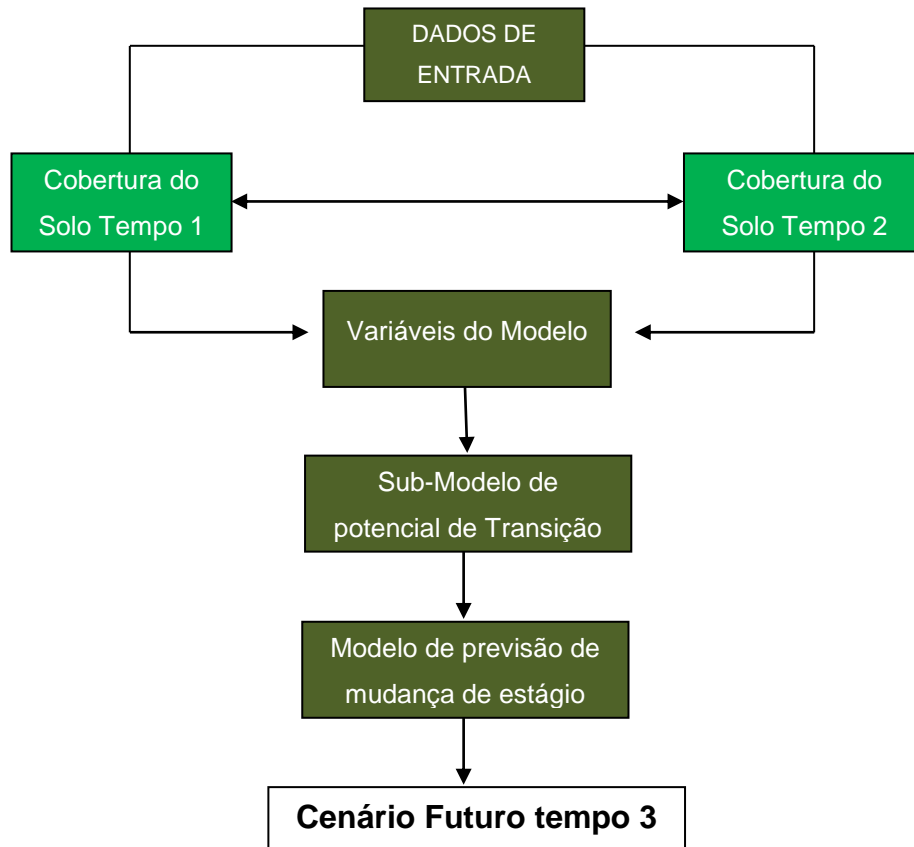 DADOS DE
ENTRADA
Cobertura do
Solo Tempo 1
Cobertura do
Solo Tempo 2
Variáveis do Modelo
Sub-Modelo de
potencial de Transição
Modelo de previsão de
mudança de estágio
Cenário Futuro tempo 3